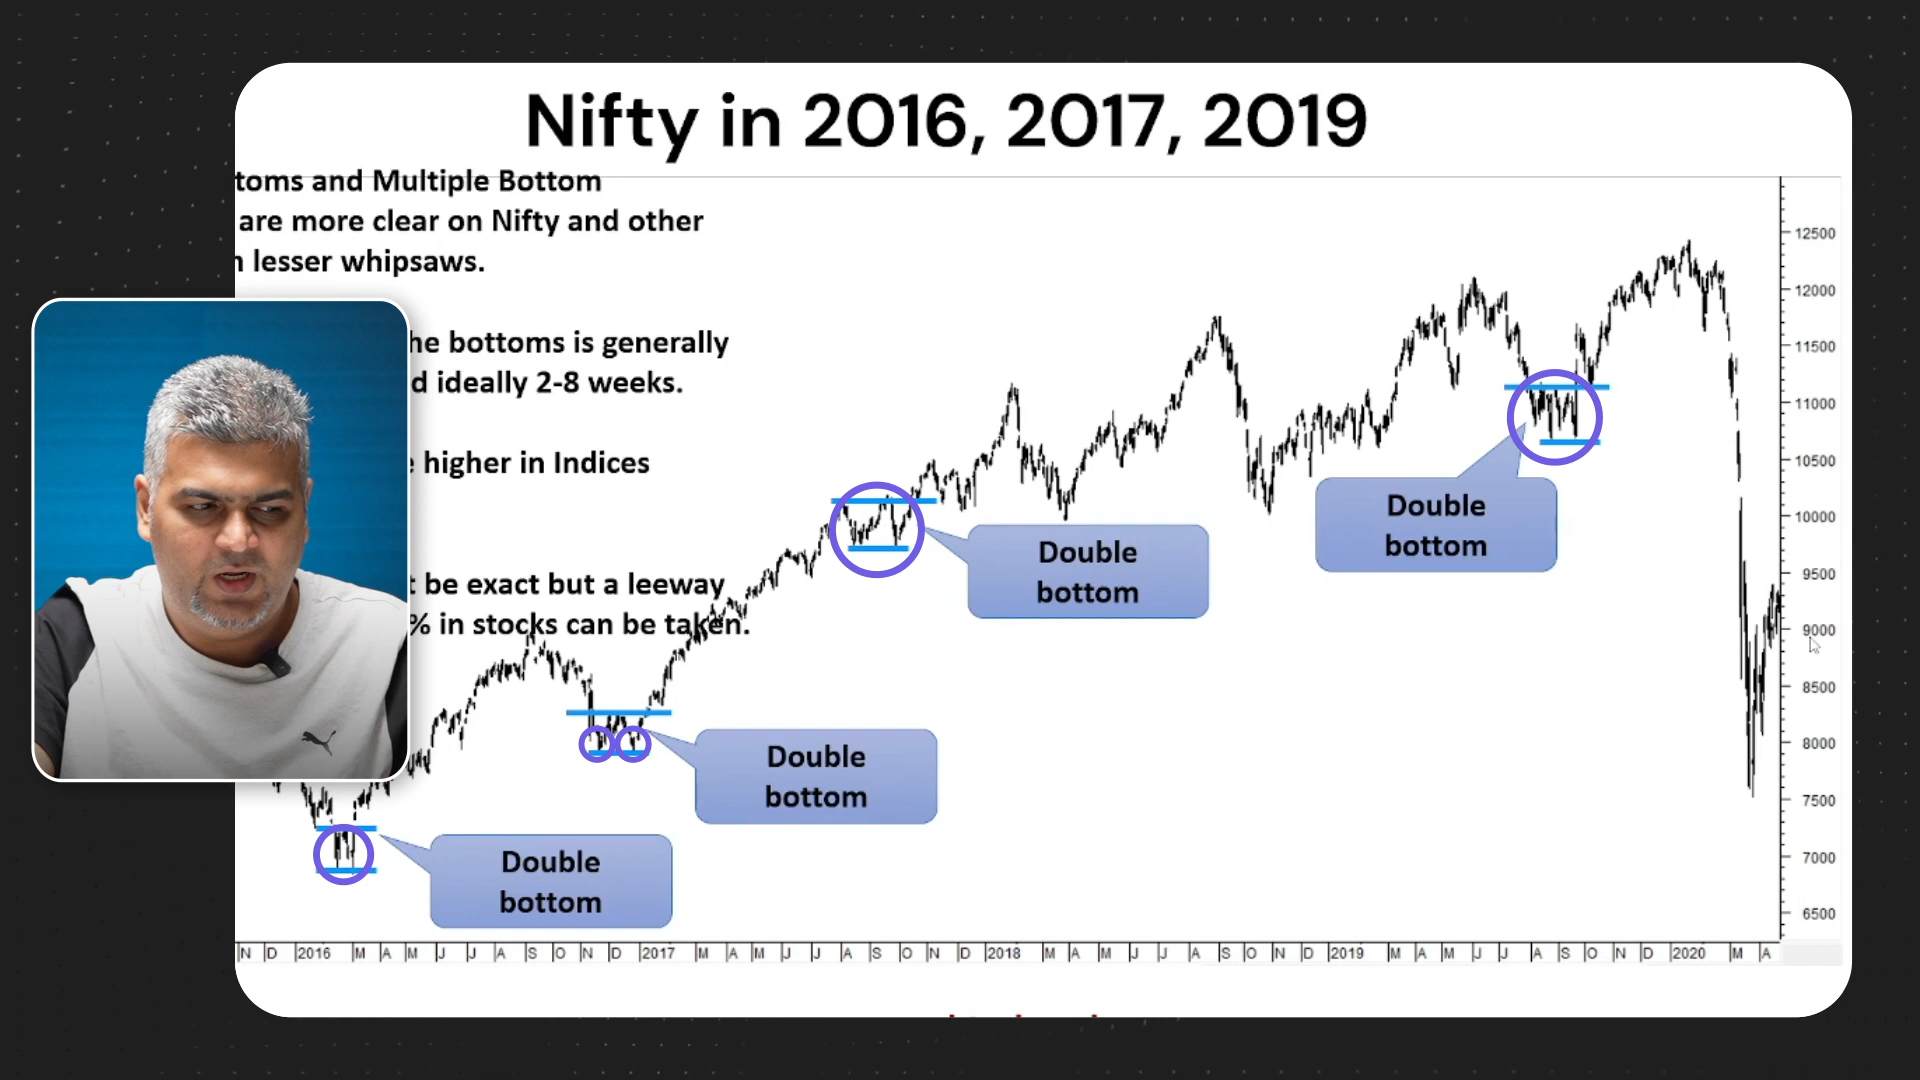 Nifty in 2016, 2017, 2019
toms and Multiple Bottom
are more clear on Nifty and other
lesser whipsaws.
he bottoms is generally
d ideally 2-8 weeks.
higher in Indices
t be exact but a leeway
% in stocks can be taken.
Double
bottom
Double
bottom
Double
bottom
Double
bottom
12500
12000
11500
11000
10500
10000
9500
9000
8500
8000
7500
7000
6500
N D 2016 M A M J J A S O N D 2017 M A M J J A S O N D 2018 M A M J J A S O N D 2019 M A M J J A S O N D 2020 M A